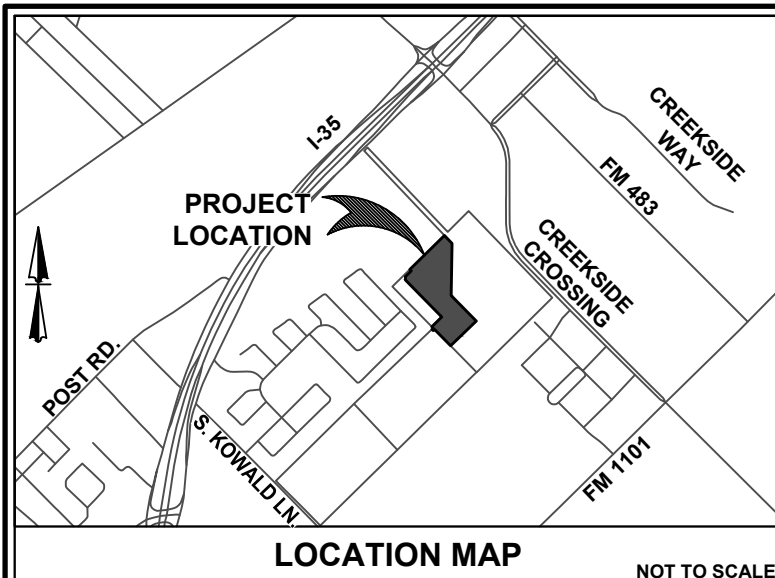 CREEKSIDE
WAY
I-35
FM 483
PROJECT
LOCATION
CREEKSIDE
CROSSING
POST RD.
S. KOWALD LN.
FM 1101
LOCATION MAP
NOT TO SCALE